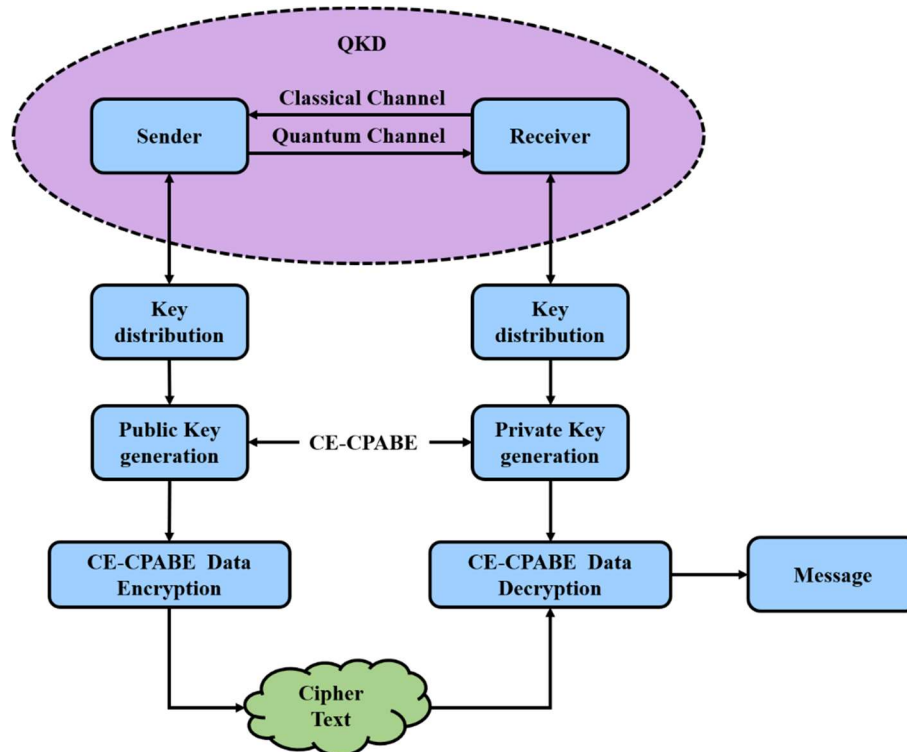 QKD
Classical Channel
Sender
Quantum Channel
Receiver
Key
distribution
Key
distribution
Public Key
generation
CE-CPABE
Private Key
generation
CE-CPABE Data
Encryption
CE-CPABE Data
Decryption
Message
Cipher
Text